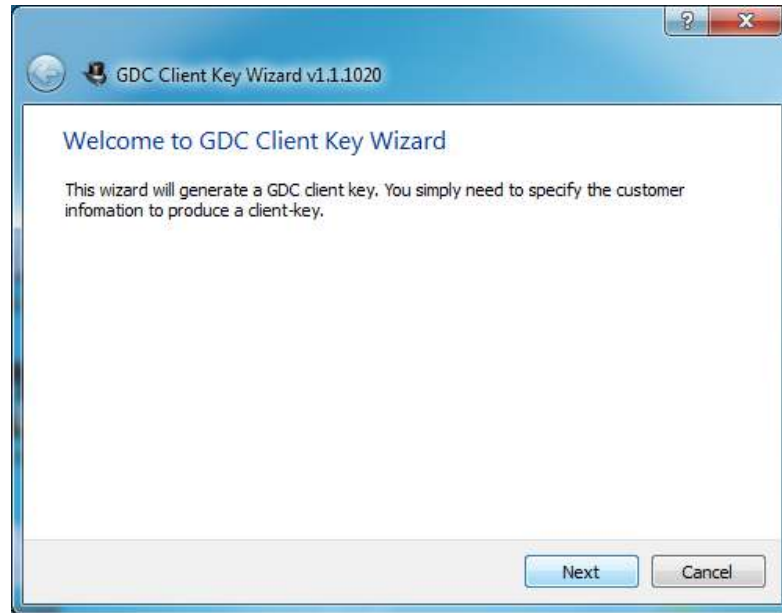 GDC Client Key Wizard v1.1.1020
Welcome to GDC Client Key Wizard
This wizard will generate a GDC client key. You simply need to specify the customer
infomation to produce a client-key.
Next Cancel